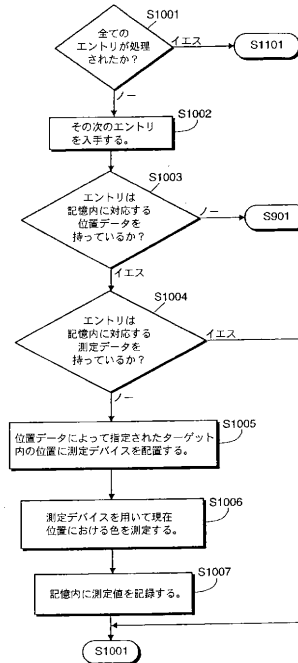 S1001
全ての
エントリが処理
されたか?
イエス
S1101
ノー
S1002
その次のエントリ
を入手する。
S1003
エントリは
記憶内に対応する
位置データを
持っているか?
ノー
S901
イエス
S1004
エントリは
記憶内に対応する
測定データを
持っているか?
イエス
ノー
S1005
位置データによって指定されたターゲット
内の位置に測定デバイスを配置する。
S1006
測定デバイスを用いて現在
位置における色を測定する。
S1007
記憶内に測定値を記録する。
S1001